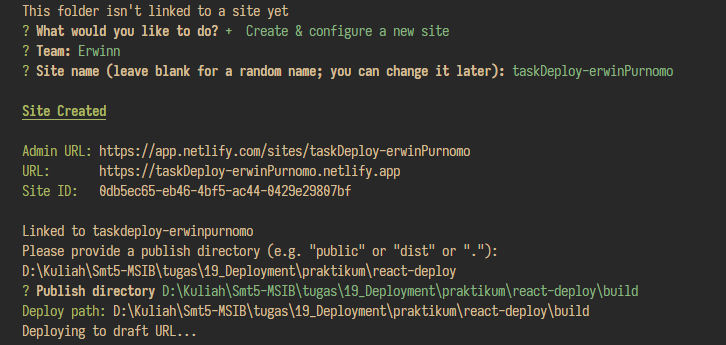 This folder isn't linked to a site yet
? What would you like to do? +  Create & configure a new site
? Team: Erwinn
? Site name (leave blank for a random name; you can change it later): taskDeploy-erwinPurnomo
Site Created
Admin URL: https://app.netlify.com/sites/taskDeploy-erwinPurnomo
URL:       https://taskDeploy-erwinPurnomo.netlify.app
Site ID:   0db5ec65-eb46-4bf5-ac44-0429e29807bf
Linked to taskdeploy-erwinpurnomo
Please provide a publish directory (e.g. "public" or "dist" or "."):
D:\Kuliah\Smt5-MSIB\tugas\19_Deployment\praktikum\react-deploy
? Publish directory D:\Kuliah\Smt5-MSIB\tugas\19_Deployment\praktikum\react-deploy\build
Deploy path: D:\Kuliah\Smt5-MSIB\tugas\19_Deployment\praktikum\react-deploy\build
Deploying to draft URL...